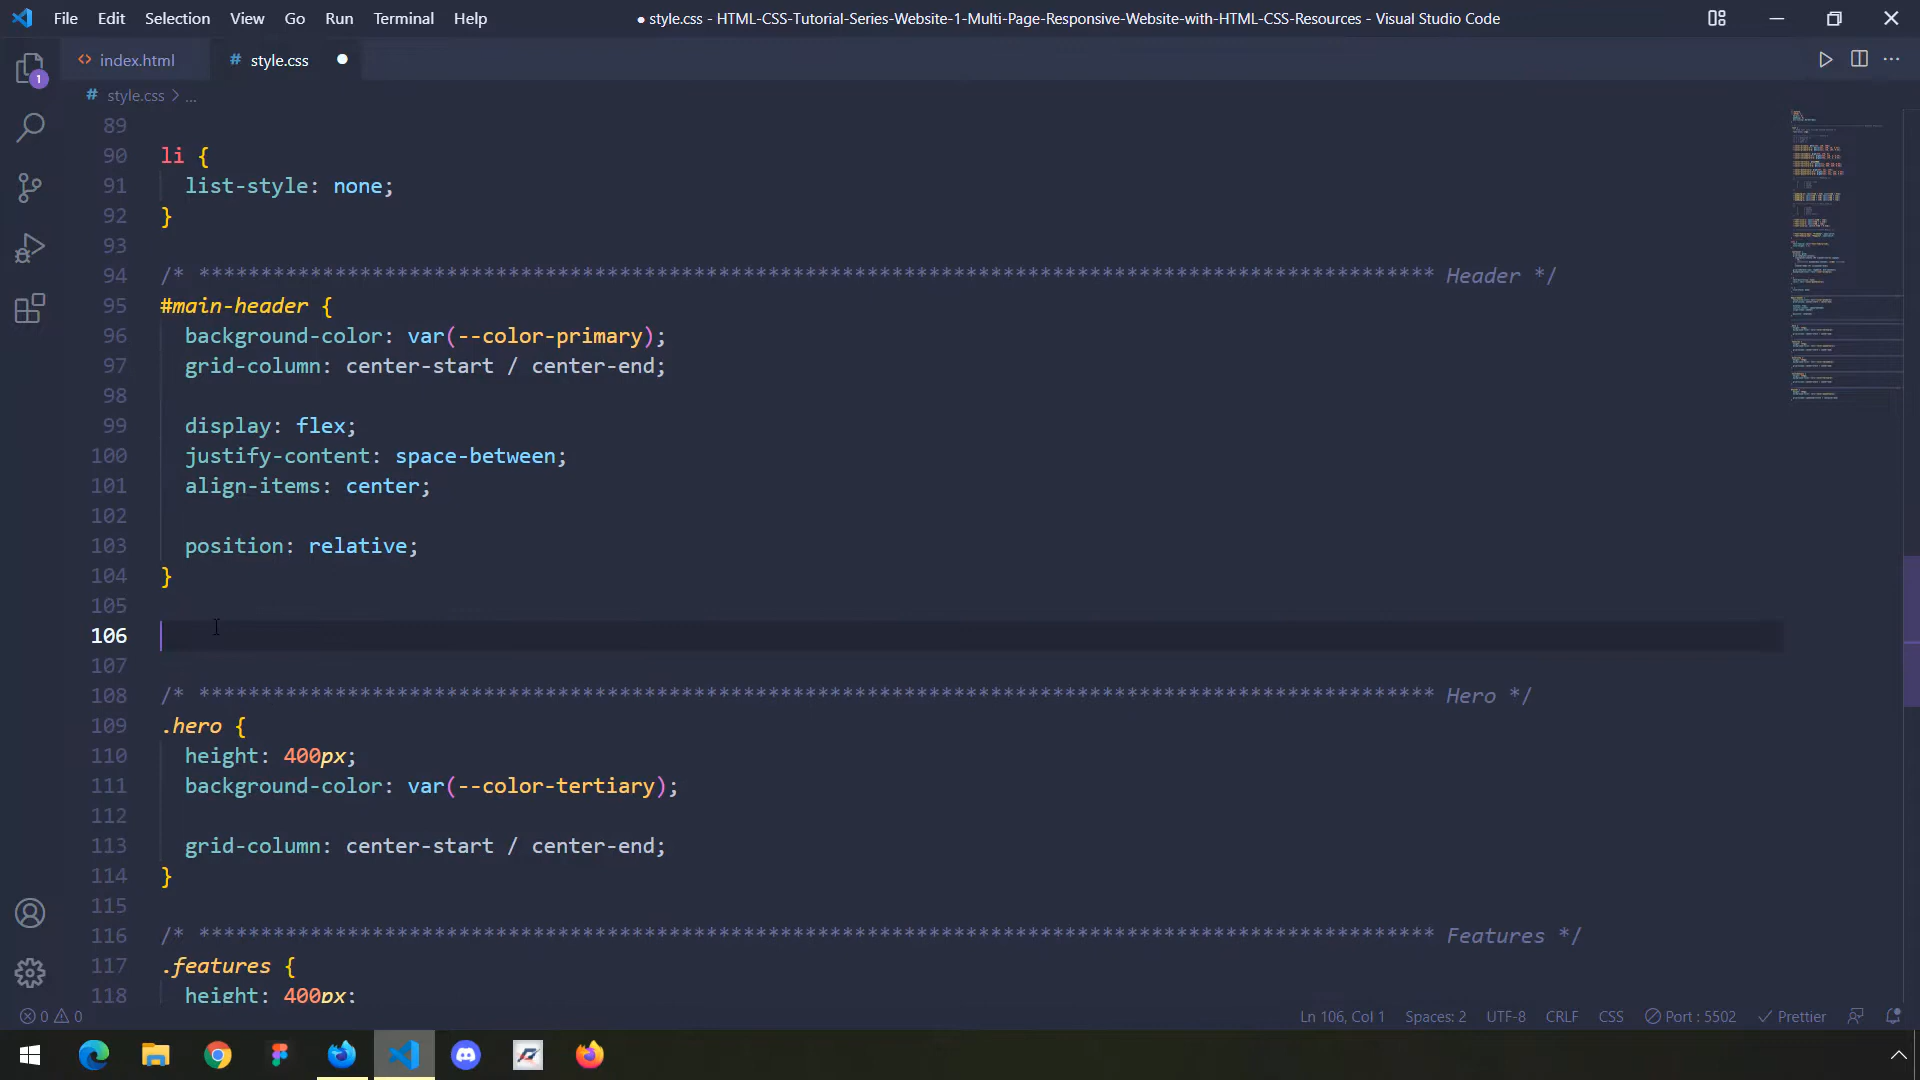 File Edit Selection View Go Run Terminal Help
● style.css - HTML-CSS-Tutorial-Series-Website-1-Multi-Page-Responsive-Website-with-HTML-CSS-Resources - Visual Studio Code
<> index.html # style.css ●
# style.css > ...
1
89
90 li {
91 list-style: none;
92 }
93
94 /* **************************************************************************************************** Header */
95 #main-header {
96 background-color: var(--color-primary);
97 grid-column: center-start / center-end;
98
99 display: flex;
100 justify-content: space-between;
101 align-items: center;
102
103 position: relative;
104 }
105
106
107
108 /* **************************************************************************************************** Hero */
109 .hero {
110 height: 400px;
111 background-color: var(--color-tertiary);
112
113 grid-column: center-start / center-end;
114 }
115
116 /* **************************************************************************************************** Features */
117 .features {
118 height: 400px;
0 0 Ln 106, Col 1 Spaces: 2 UTF-8 CRLF CSS Port : 5502 Prettier